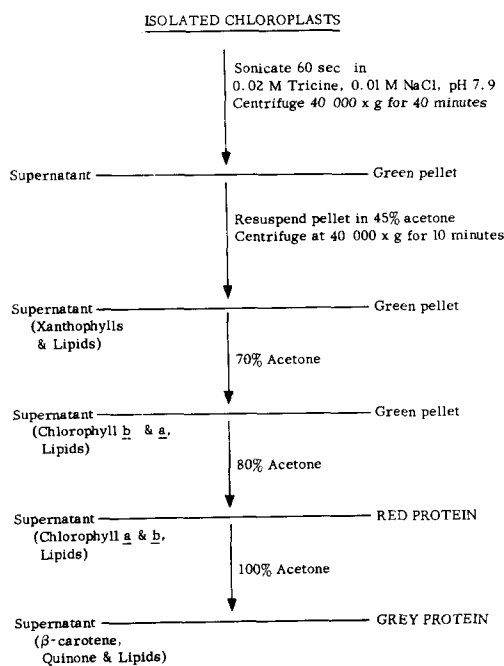 ISOLATED CHLOROPLASTS
Sonicate 60 sec in
0.02 M Tricine, 0.01 M NaCl, pH 7.9
Centrifuge 40 000 x g for 40 minutes
Supernatant
Green pellet
Resuspend pellet in 45% acetone
Centrifuge at 40 000 x g for 10 minutes
Supernatant
Green pellet
(Xanthophylls
& Lipids)
70% Acetone
Supernatant
Green pellet
(Chlorophyll b & a,
Lipids)
80% Acetone
Supernatant
RED PROTEIN
(Chlorophyll a & b,
Lipids)
100% Acetone
Supernatant
GREY PROTEIN
(β-carotene,
Quinone & Lipids)